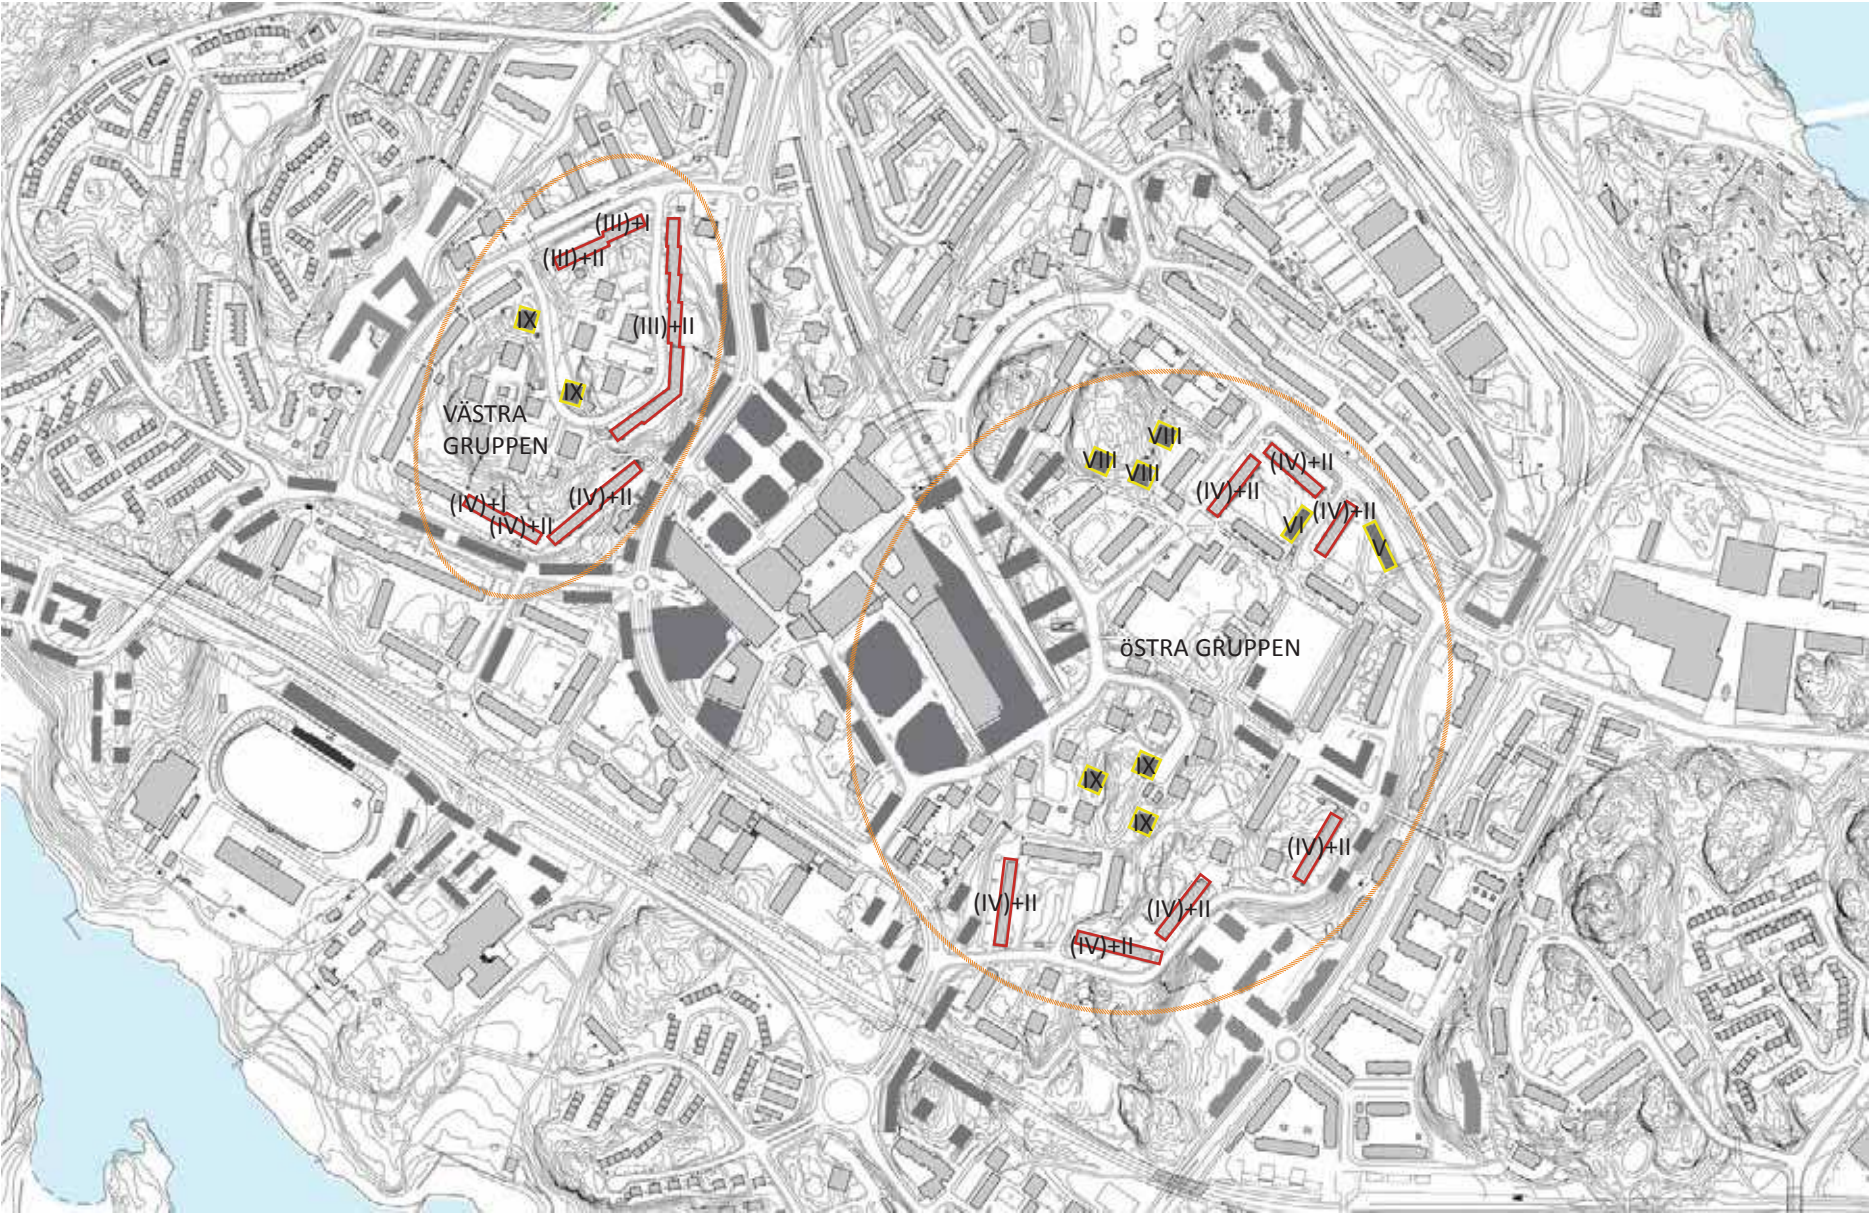 (III)+I
(III)+II
IX
(III)+II
IX
VÄSTRA
GRUPPEN
(IV)+I
(IV)+II
(IV)+II
VIII
VIII
VIII
(IV)+II
(IV)+II
VI
(IV)+II
V
öSTRA GRUPPEN
IX
IX
IX
(IV)+II
(IV)+II
(IV)+II
(IV)+II